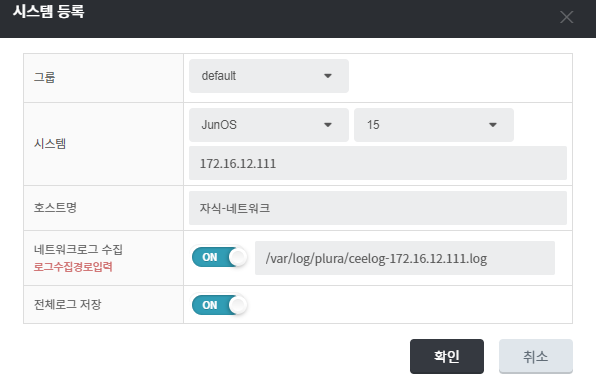 시스템 등록
그룹
default
시스템
JunOS
15
172.16.12.111
호스트명
자식-네트워크
네트워크로그 수집
로그수집경로입력
ON
/var/log/plura/ceelog-172.16.12.111.log
전체로그 저장
ON
확인
취소